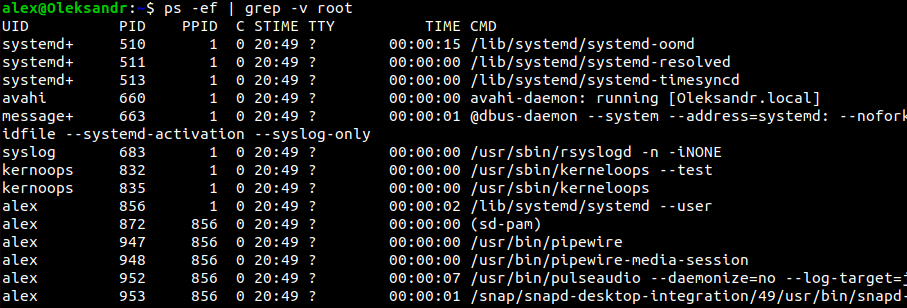 alex@Oleksandr:~$ ps -ef | grep -v root
UID          PID    PPID  C STIME TTY          TIME CMD
systemd+     510       1  0 20:49 ?        00:00:15 /lib/systemd/systemd-oomd
systemd+     511       1  0 20:49 ?        00:00:00 /lib/systemd/systemd-resolved
systemd+     513       1  0 20:49 ?        00:00:00 /lib/systemd/systemd-timesyncd
avahi        660       1  0 20:49 ?        00:00:00 avahi-daemon: running [Oleksandr.local]
message+     663       1  0 20:49 ?        00:00:01 @dbus-daemon --system --address=systemd: --nofork
idfile --systemd-activation --syslog-only
syslog       683       1  0 20:49 ?        00:00:00 /usr/sbin/rsyslogd -n -iNONE
kernoops     832       1  0 20:49 ?        00:00:00 /usr/sbin/kerneloops --test
kernoops     835       1  0 20:49 ?        00:00:00 /usr/sbin/kerneloops
alex         856       1  0 20:49 ?        00:00:02 /lib/systemd/systemd --user
alex         872     856  0 20:49 ?        00:00:00 (sd-pam)
alex         947     856  0 20:49 ?        00:00:00 /usr/bin/pipewire
alex         948     856  0 20:49 ?        00:00:00 /usr/bin/pipewire-media-session
alex         952     856  0 20:49 ?        00:00:07 /usr/bin/pulseaudio --daemonize=no --log-target=j
alex         953     856  0 20:49 ?        00:00:01 /snap/snapd-desktop-integration/49/usr/bin/snapd-